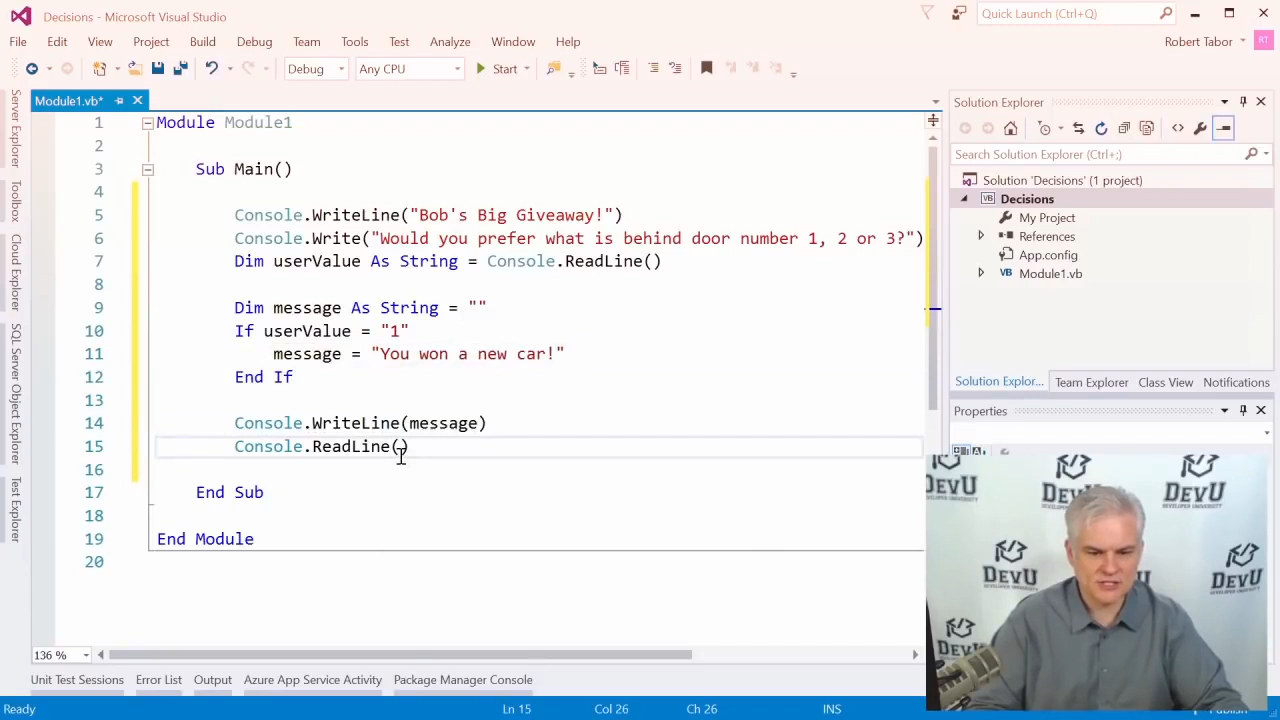 Decisions - Microsoft Visual Studio
Quick Launch (Ctrl+Q)
File Edit View Project Build Debug Team Tools Test Analyze Window Help
Robert Tabor RT
Debug Any CPU Start
Module1.vb*
Server Explorer
Toolbox
Cloud Explorer
SQL Server Object Explorer
Test Explorer
1 Module Module1
2
3 Sub Main()
4
5 Console.WriteLine("Bob's Big Giveaway!")
6 Console.Write("Would you prefer what is behind door number 1, 2 or 3?")
7 Dim userValue As String = Console.ReadLine()
8
9 Dim message As String = ""
10 If userValue = "1"
11 message = "You won a new car!"
12 End If
13
14 Console.WriteLine(message)
15 Console.ReadLine()
16
17 End Sub
18
19 End Module
20
136 %
Solution Explorer
Search Solution Explorer (Ctrl+;)
Solution 'Decisions' (1 project)
VB Decisions
My Project
References
App.config
VB Module1.vb
Solution Explor... Team Explorer Class View Notifications
Properties
DEVU
DEVELOPER UNIVERSITY
DEVU
DEVELOPER UNIVERSITY
DEVU
DEVU
Unit Test Sessions Error List Output Azure App Service Activity Package Manager Console
Ready Ln 15 Col 26 Ch 26 INS Publish